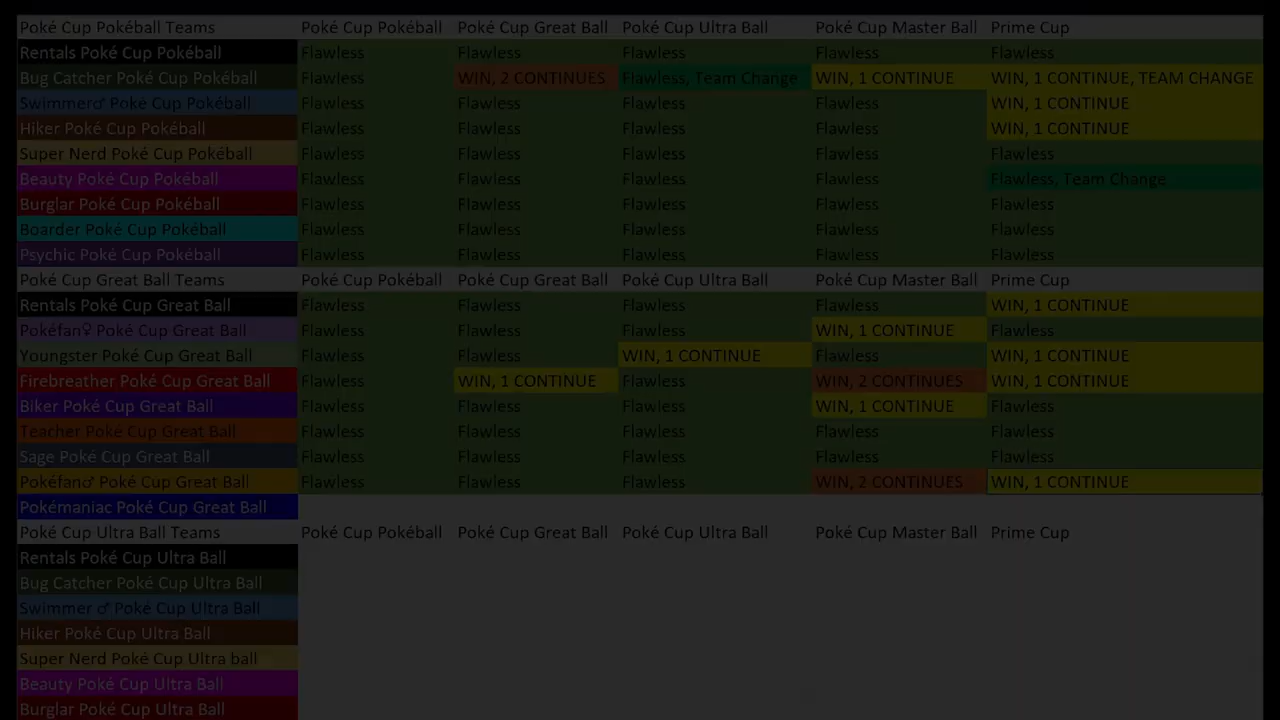 Poké Cup Pokéball Teams Poké Cup Pokéball Poké Cup Great Ball Poké Cup Ultra Ball Poké Cup Master Ball Prime Cup
Rentals Poké Cup Pokéball Flawless Flawless Flawless Flawless Flawless
Bug Catcher Poké Cup Pokéball Flawless WIN, 2 CONTINUES Flawless, Team Change WIN, 1 CONTINUE WIN, 1 CONTINUE, TEAM CHANGE
Swimmer♂ Poké Cup Pokéball Flawless Flawless Flawless Flawless WIN, 1 CONTINUE
Hiker Poké Cup Pokéball Flawless Flawless Flawless Flawless WIN, 1 CONTINUE
Super Nerd Poké Cup Pokéball Flawless Flawless Flawless Flawless Flawless
Beauty Poké Cup Pokéball Flawless Flawless Flawless Flawless Flawless, Team Change
Burglar Poké Cup Pokéball Flawless Flawless Flawless Flawless Flawless
Boarder Poké Cup Pokéball Flawless Flawless Flawless Flawless Flawless
Psychic Poké Cup Pokéball Flawless Flawless Flawless Flawless Flawless
Poké Cup Great Ball Teams Poké Cup Pokéball Poké Cup Great Ball Poké Cup Ultra Ball Poké Cup Master Ball Prime Cup
Rentals Poké Cup Great Ball Flawless Flawless Flawless Flawless WIN, 1 CONTINUE
Pokéfan♀ Poké Cup Great Ball Flawless Flawless Flawless WIN, 1 CONTINUE Flawless
Youngster Poké Cup Great Ball Flawless Flawless WIN, 1 CONTINUE Flawless WIN, 1 CONTINUE
Firebreather Poké Cup Great Ball Flawless WIN, 1 CONTINUE Flawless WIN, 2 CONTINUES WIN, 1 CONTINUE
Biker Poké Cup Great Ball Flawless Flawless Flawless WIN, 1 CONTINUE Flawless
Teacher Poké Cup Great Ball Flawless Flawless Flawless Flawless Flawless
Sage Poké Cup Great Ball Flawless Flawless Flawless Flawless Flawless
Pokéfan♂ Poké Cup Great Ball Flawless Flawless Flawless WIN, 2 CONTINUES WIN, 1 CONTINUE
Pokémaniac Poké Cup Great Ball
Poké Cup Ultra Ball Teams Poké Cup Pokéball Poké Cup Great Ball Poké Cup Ultra Ball Poké Cup Master Ball Prime Cup
Rentals Poké Cup Ultra Ball
Bug Catcher Poké Cup Ultra Ball
Swimmer ♂ Poké Cup Ultra Ball
Hiker Poké Cup Ultra Ball
Super Nerd Poké Cup Ultra ball
Beauty Poké Cup Ultra Ball
Burglar Poké Cup Ultra Ball